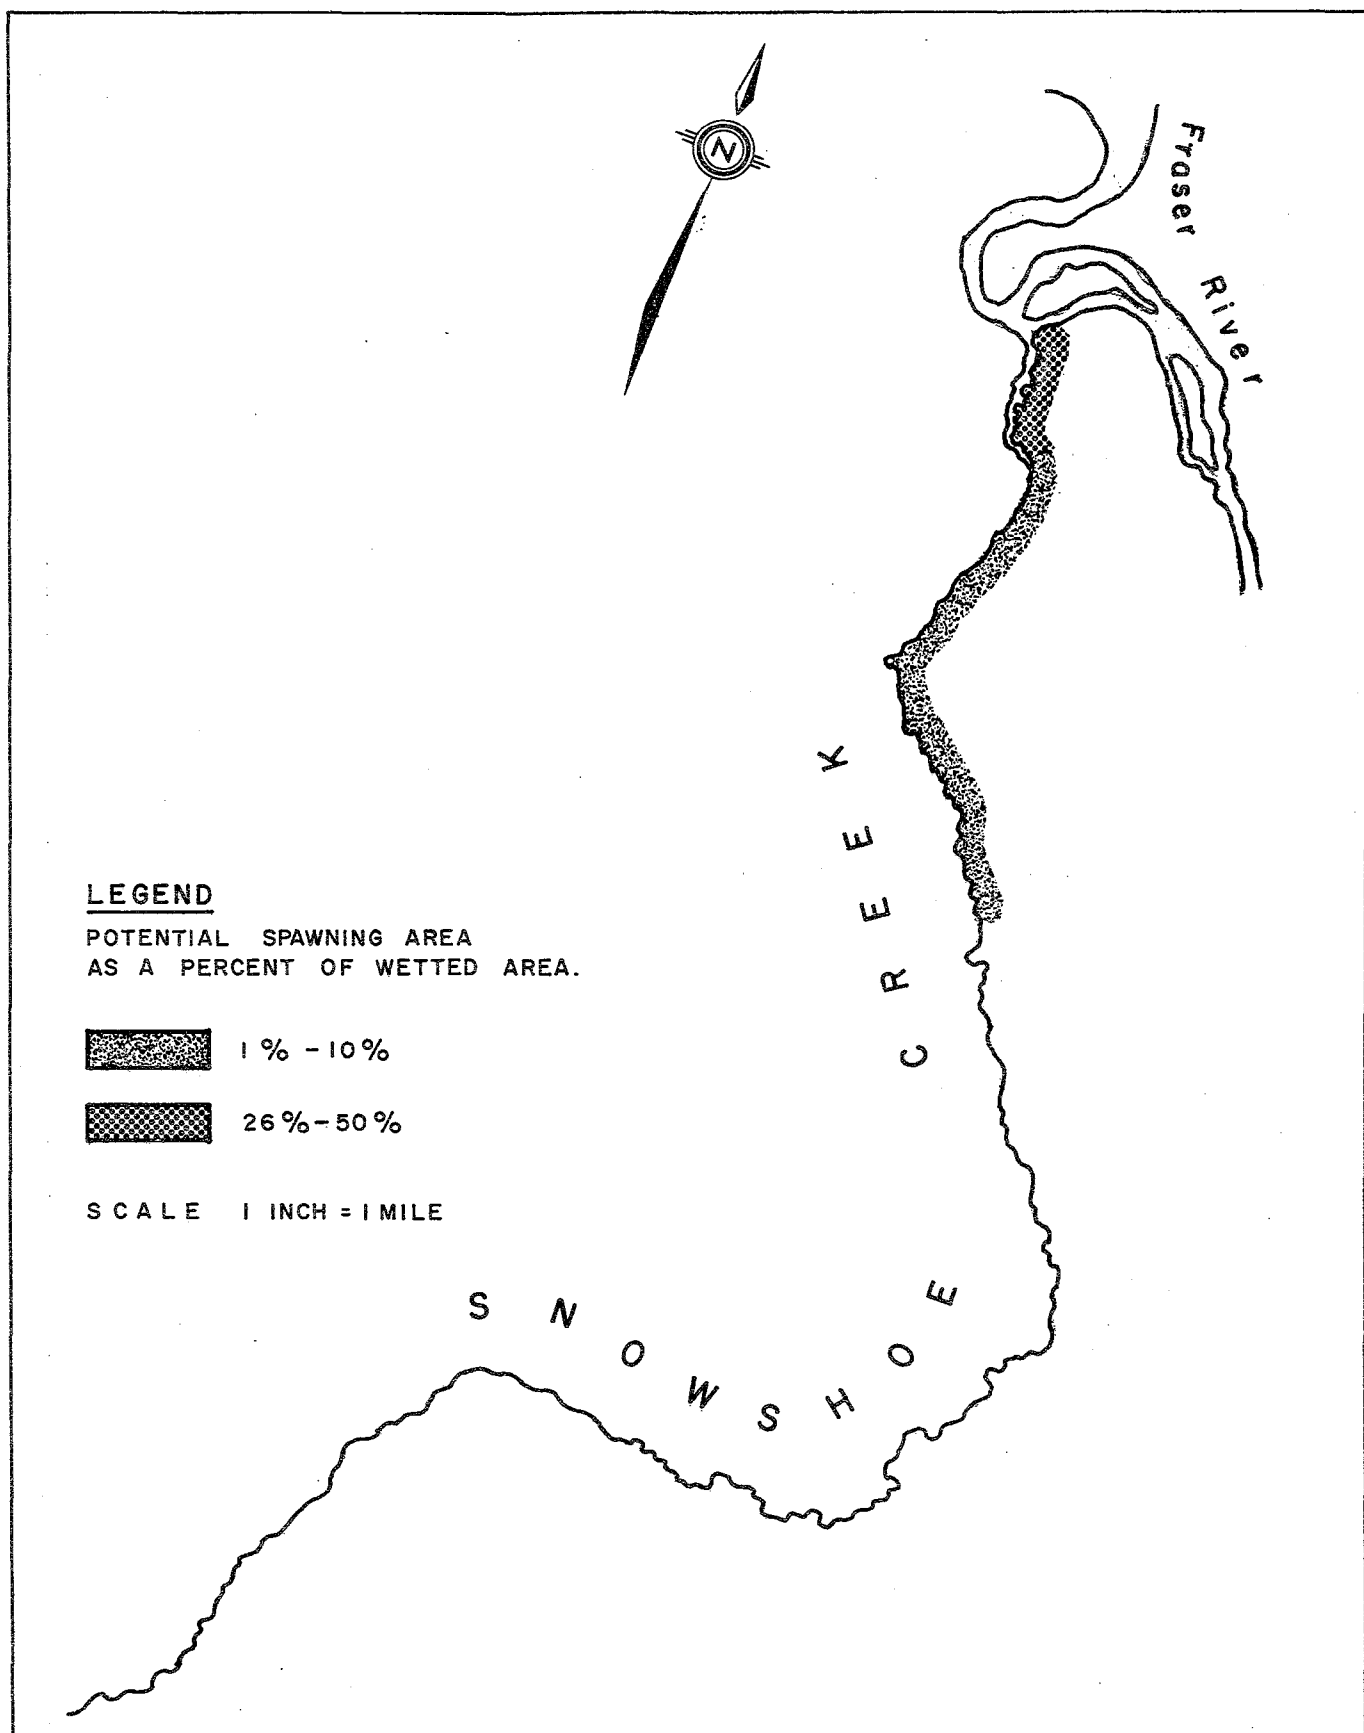 N
Fraser River
SNOWSHOE CREEK
LEGEND
POTENTIAL SPAWNING AREA
AS A PERCENT OF WETTED AREA.
1% - 10%
26% - 50%
SCALE 1 INCH = 1 MILE